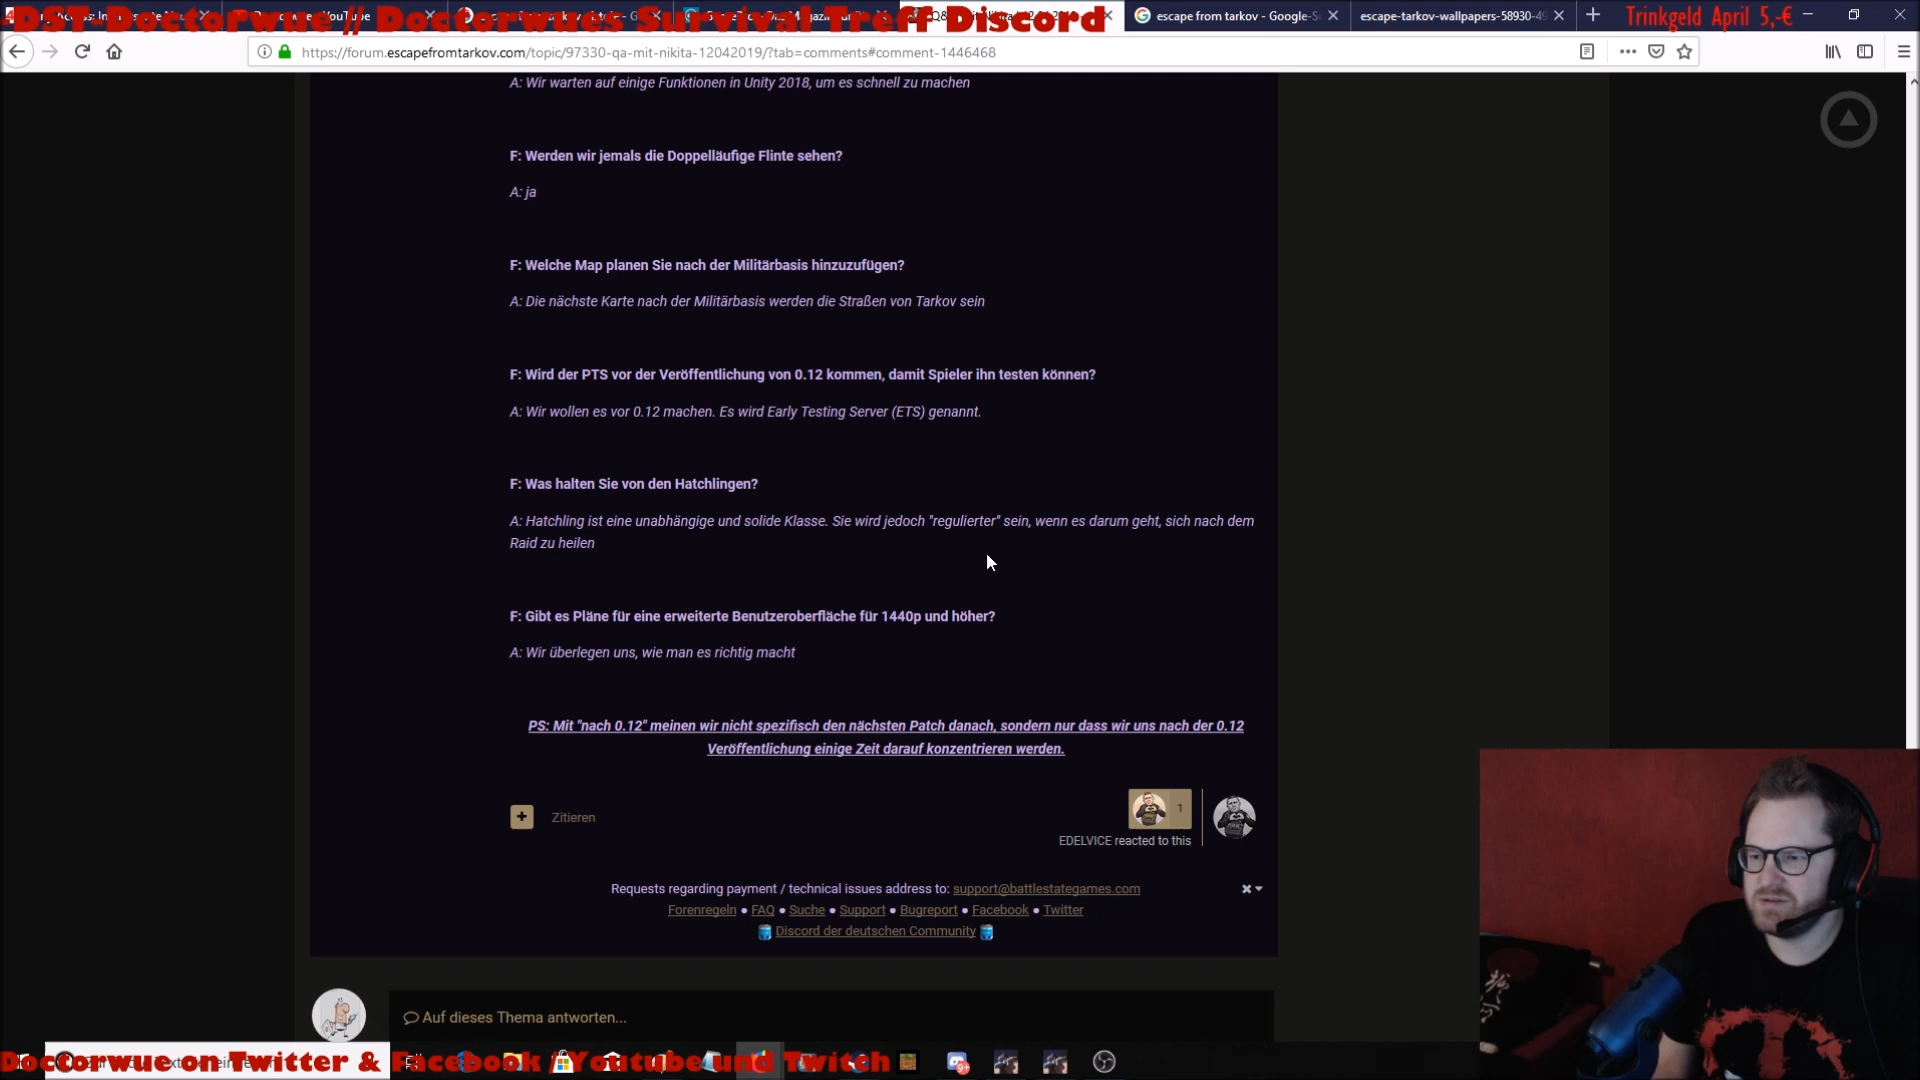 DST-Doctorwue // Doctorwues Survival Treff Discord
Trinkgeld April 5,-€
YouTube
escape from tarkov - Google-S
escape-tarkov-wallpapers-58930-49
https://forum.escapefromtarkov.com/topic/97330-qa-mit-nikita-12042019/?tab=comments#comment-1446468
A: Wir warten auf einige Funktionen in Unity 2018, um es schnell zu machen
F: Werden wir jemals die Doppelläufige Flinte sehen?
A: ja
F: Welche Map planen Sie nach der Militärbasis hinzuzufügen?
A: Die nächste Karte nach der Militärbasis werden die Straßen von Tarkov sein
F: Wird der PTS vor der Veröffentlichung von 0.12 kommen, damit Spieler ihn testen können?
A: Wir wollen es vor 0.12 machen. Es wird Early Testing Server (ETS) genannt.
F: Was halten Sie von den Hatchlingen?
A: Hatchling ist eine unabhängige und solide Klasse. Sie wird jedoch "regulierter" sein, wenn es darum geht, sich nach dem
Raid zu heilen
F: Gibt es Pläne für eine erweiterte Benutzeroberfläche für 1440p und höher?
A: Wir überlegen uns, wie man es richtig macht
PS: Mit "nach 0.12" meinen wir nicht spezifisch den nächsten Patch danach, sondern nur dass wir uns nach der 0.12
Veröffentlichung einige Zeit darauf konzentrieren werden.
Zitieren
1
EDELVICE reacted to this
Requests regarding payment / technical issues address to: support@battlestategames.com
Forenregeln ● FAQ ● Suche ● Support ● Bugreport ● Facebook ● Twitter
Discord der deutschen Community
Auf dieses Thema antworten...
Doctorwue on Twitter & Facebook / Youtube und Twitch
9+